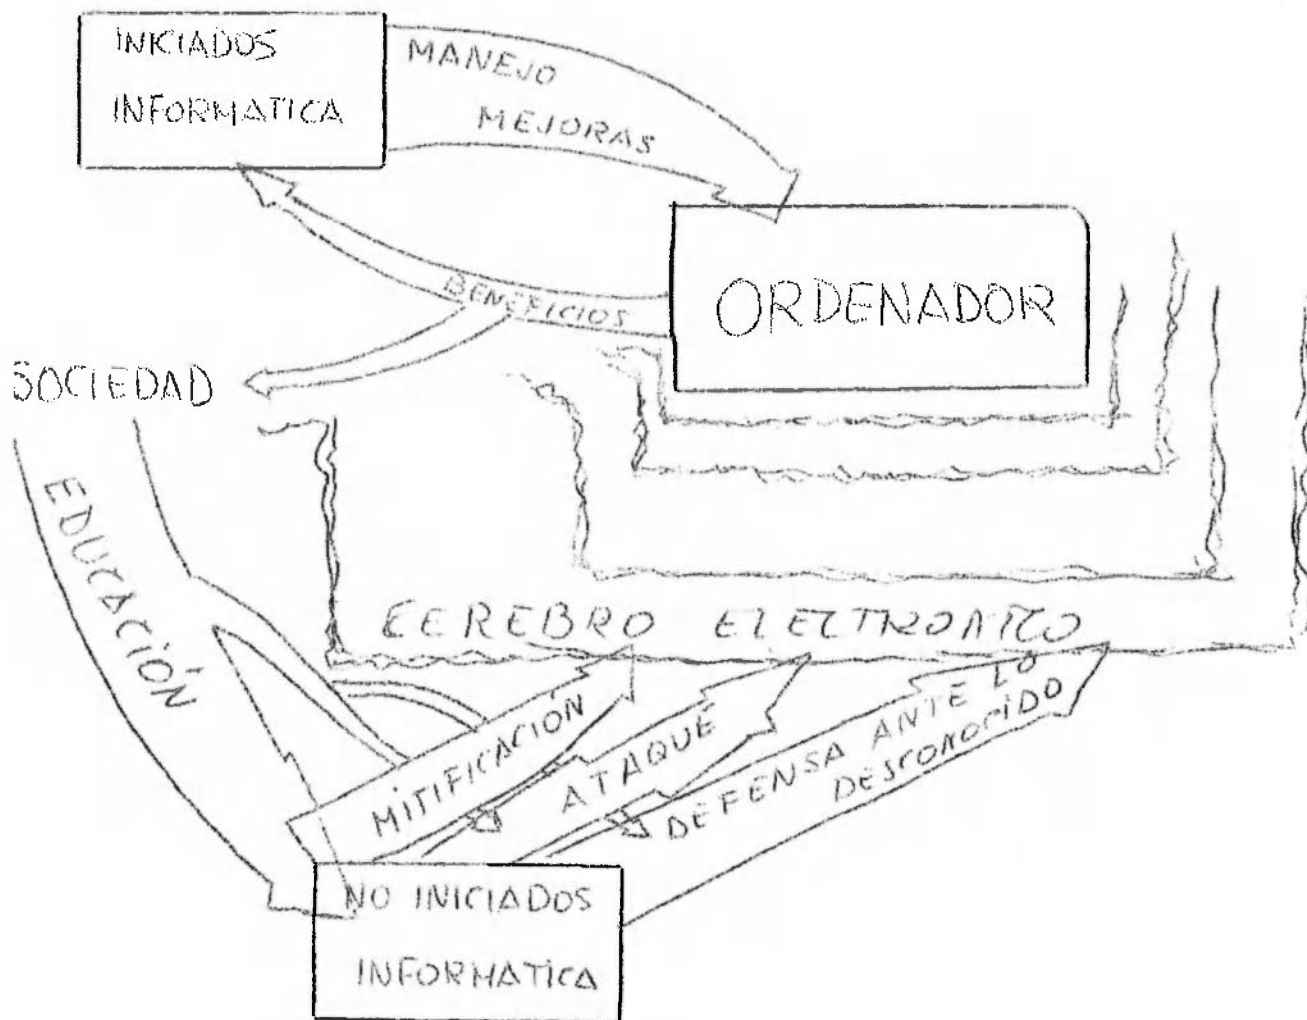 INICIADOS
INFORMATICA
MANEJO
MEJORAS
ORDENADOR
BENEFICIOS
SOCIEDAD
EDUCACIÓN
CEREBRO ELECTRONICO
MITIFICACIÓN
ATAQUE
DEFENSA ANTE LO
DESCONOCIDO
NO INICIADOS
INFORMATICA